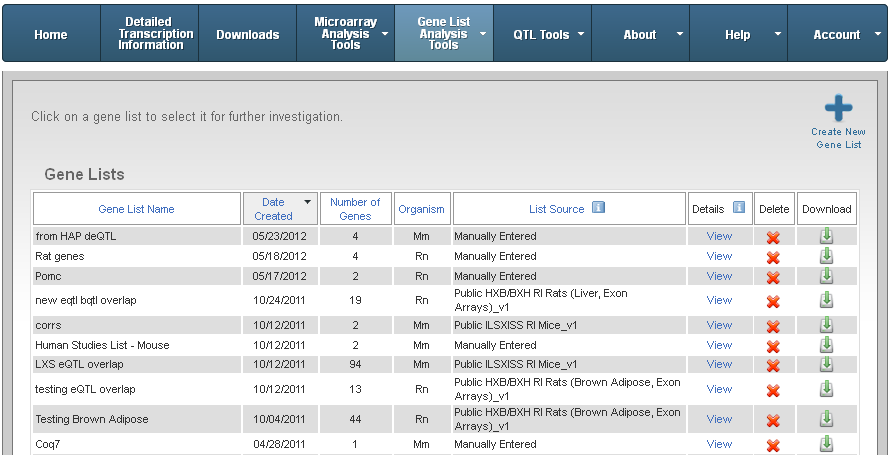 Home
Detailed Transcription Information
Downloads
Microarray Analysis Tools
Gene List Analysis Tools
QTL Tools
About
Help
Account
Click on a gene list to select it for further investigation.
Create New
Gene List
Gene Lists
Gene List Name Date Created Number of Genes Organism List Source Details Delete Download
from HAP deQTL 05/23/2012 4 Mm Manually Entered View
Rat genes 05/18/2012 4 Rn Manually Entered View
Pomc 05/17/2012 2 Rn Manually Entered View
new eqtl bqtl overlap 10/24/2011 19 Rn Public HXB/BXH RI Rats (Liver, Exon Arrays)_v1 View
corrs 10/12/2011 2 Mm Public ILSXISS RI Mice_v1 View
Human Studies List - Mouse 10/12/2011 2 Mm Manually Entered View
LXS eQTL overlap 10/12/2011 94 Mm Public ILSXISS RI Mice_v1 View
testing eQTL overlap 10/12/2011 13 Rn Public HXB/BXH RI Rats (Brown Adipose, Exon Arrays)_v1 View
Testing Brown Adipose 10/04/2011 44 Rn Public HXB/BXH RI Rats (Brown Adipose, Exon Arrays)_v1 View
Coq7 04/28/2011 1 Mm Manually Entered View